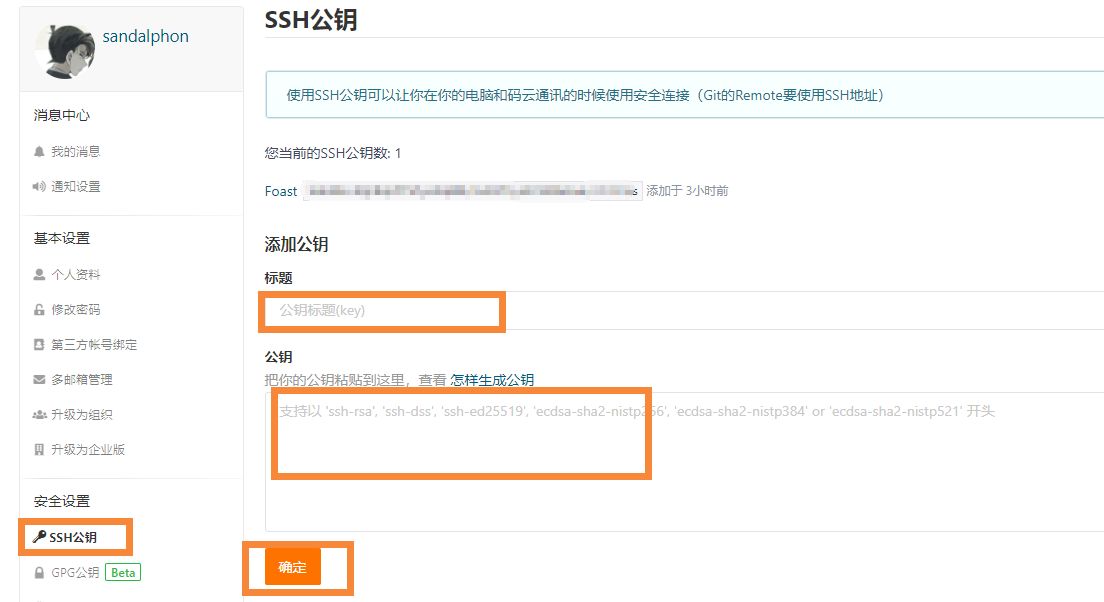 sandalphon
消息中心
我的消息
通知设置
基本设置
个人资料
修改密码
第三方帐号绑定
多邮箱管理
升级为组织
升级为企业版
安全设置
SSH公钥
GPG公钥 Beta
SSH公钥
使用SSH公钥可以让你在你的电脑和码云通讯的时候使用安全连接（Git的Remote要使用SSH地址）
您当前的SSH公钥数: 1
Foast 添加于 3小时前
添加公钥
标题
公钥标题(key)
公钥
把你的公钥粘贴到这里，查看 怎样生成公钥
支持以 'ssh-rsa', 'ssh-dss', 'ssh-ed25519', 'ecdsa-sha2-nistp256', 'ecdsa-sha2-nistp384' or 'ecdsa-sha2-nistp521' 开头
确定